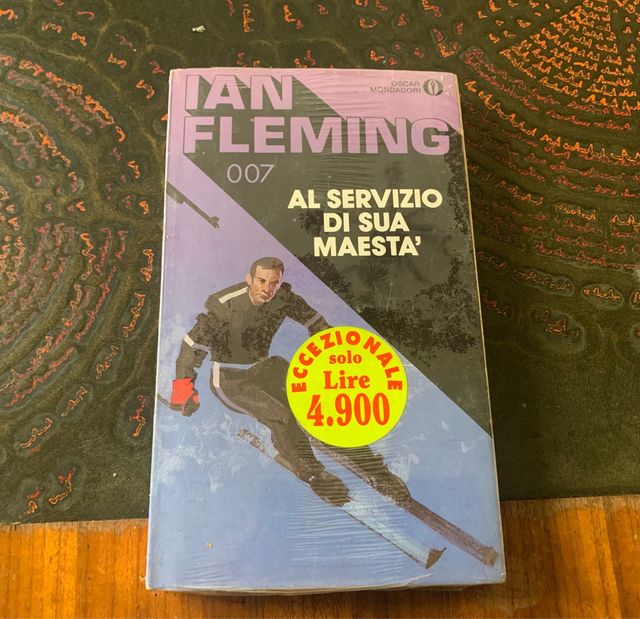 IAN
FLEMING
OSCAR
MONDADORI
007
AL SERVIZIO
DI SUA
MAESTA'
ECCEZIONALE
solo
Lire
4.900